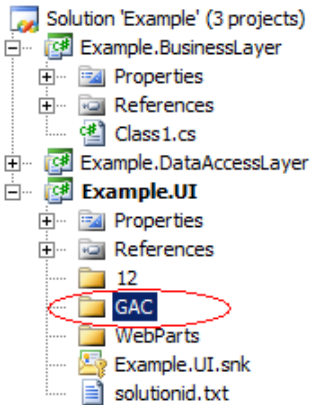 Solution 'Example' (3 projects)
Example.BusinessLayer
Properties
References
Class1.cs
Example.DataAccessLayer
Example.UI
Properties
References
12
GAC
WebParts
Example.UI.snk
solutionid.txt